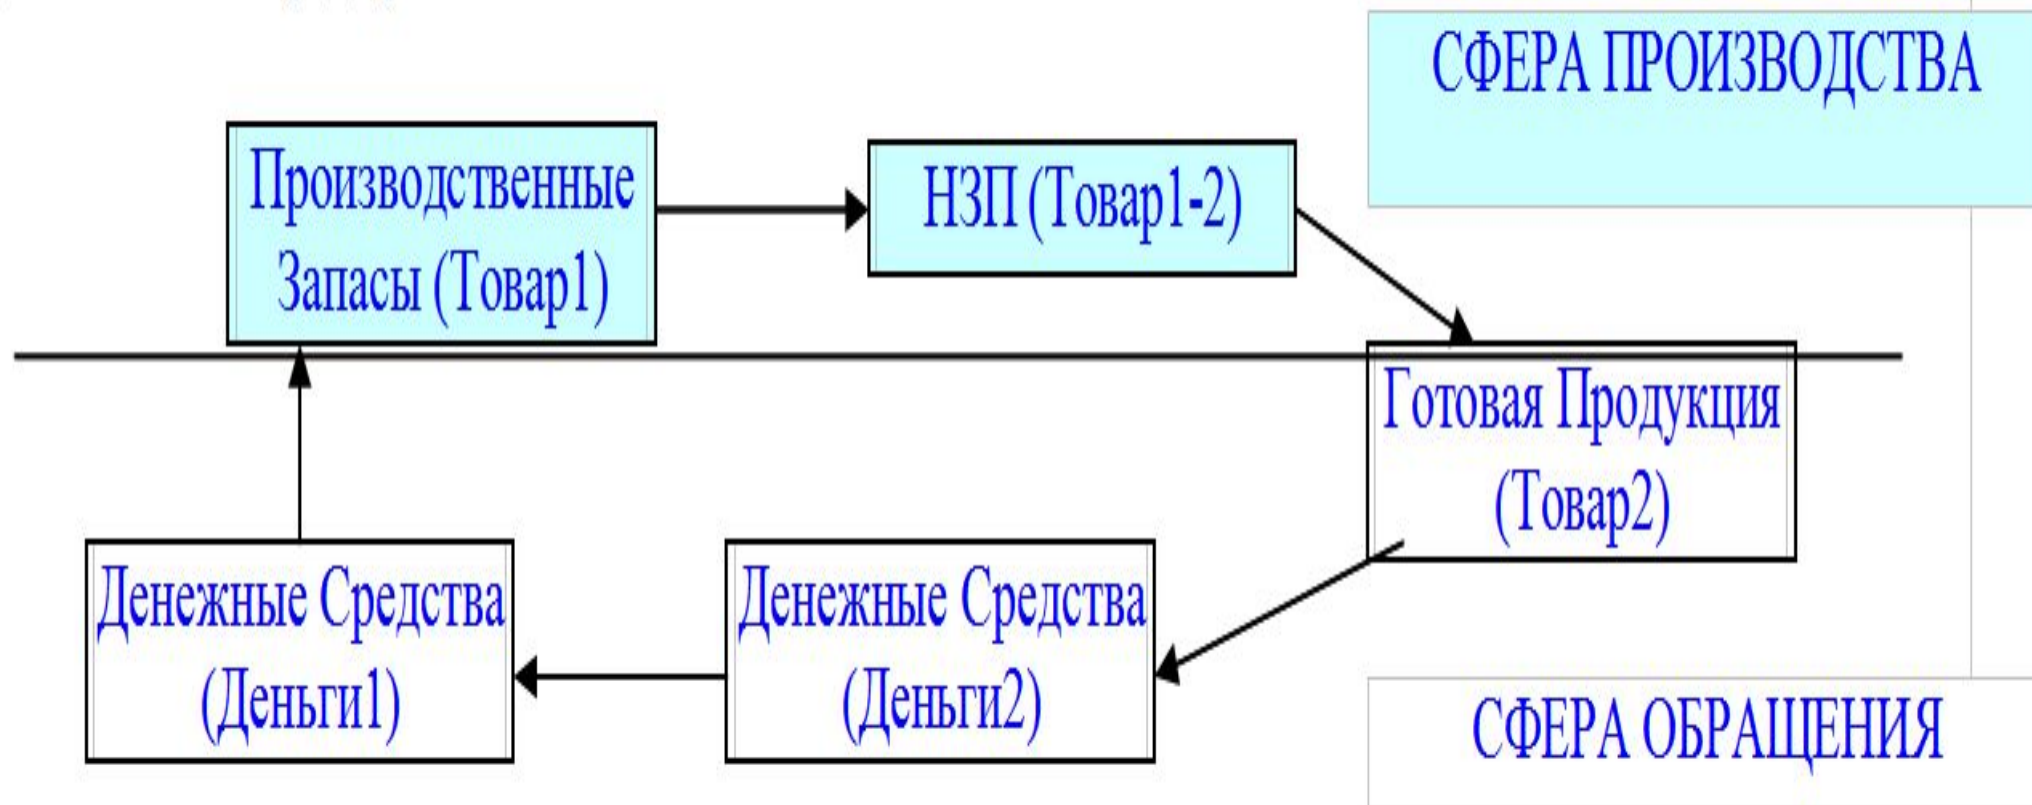 СФЕРА ПРОИЗВОДСТВА
Производственные
Запасы (Товар1)
НЗП (Товар1-2)
Готовая Продукция
(Товар2)
Денежные Средства
(Деньги1)
Денежные Средства
(Деньги2)
СФЕРА ОБРАЩЕНИЯ